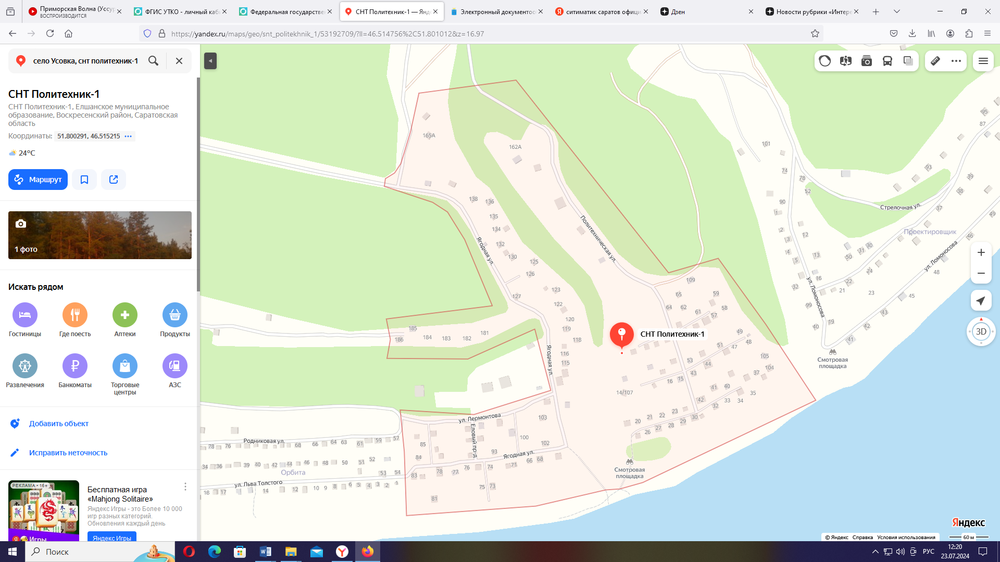 Приморская Волна (Уссур
ВОСПРОИЗВОДИТСЯ
ФГИС УТКО - личный каб
Федеральная государстве
СНТ Политехник-1 — Янд
Электронный документоо
ситиматик саратов офиц
Дзен
Новости рубрики «Интере
https://yandex.ru/maps/geo/snt_politekhnik_1/53192709/?ll=46.514756%2C51.801012&z=16.97
село Усовка, снт политехник-1
СНТ Политехник-1
СНТ Политехник-1, Елшанское муниципальное
образование, Воскресенский район, Саратовская
область
Координаты: 51.800291, 46.515215
24°C
Маршрут
1 фото
Искать рядом
Гостиницы
Где поесть
Аптеки
Продукты
Развлечения
Банкоматы
Торговые
центры
АЗС
Добавить объект
Исправить неточность
РЕКЛАМА • 16+
Бесплатная игра
«Mahjong Solitaire»
Яндекс Игры - это Более 10 000
игр разных категорий.
Обновления каждый день
Яндекс Игры
Игры
95
87
165А
162А
101
93
74
78
39
52
38
138
136
90
Стрелочная ул.
37
1
49
135
Политехническая ул.
134
2
12
Проектировщик
46
3
132
Ягодная ул.
4
13
50
31
30
ул. Ломоносова
130
125
5
126
24
48
109
16
22
ул. Ломоносова
32
21
23
45
123
127
65
59
122
64
62
61
58
57
99
43
120
19
40
42
119
185
181
49
41
186
184
183
182
118
СНТ Политехник-1
48
51
47
Ягодная ул.
116
115
53
44
105
104
Смотровая
площадка
43
37
16
15
14/107
41
40
35
42
33
34
32
ул. Лермонтова
103
23
22
21
20
30
29
28
27
26
Еловый пр-д
100
Родниковая ул.
57
59
61
63
64
66
68
76
78
85
102
93
Ягодная ул.
84
66
68
34
36
39
40
42
44
46
48
50
51
52
71
74
76
77
78
83
Орбита
53
54
Смотровая
площадка
ул. Льва Толстого
18
17
14
12
10
9
8
6
5
4
3
2
1
75
73
81
3D
Яндекс
© Яндекс Справка Условия использования
60 м
Поиск
РУС
12:20
23.07.2024